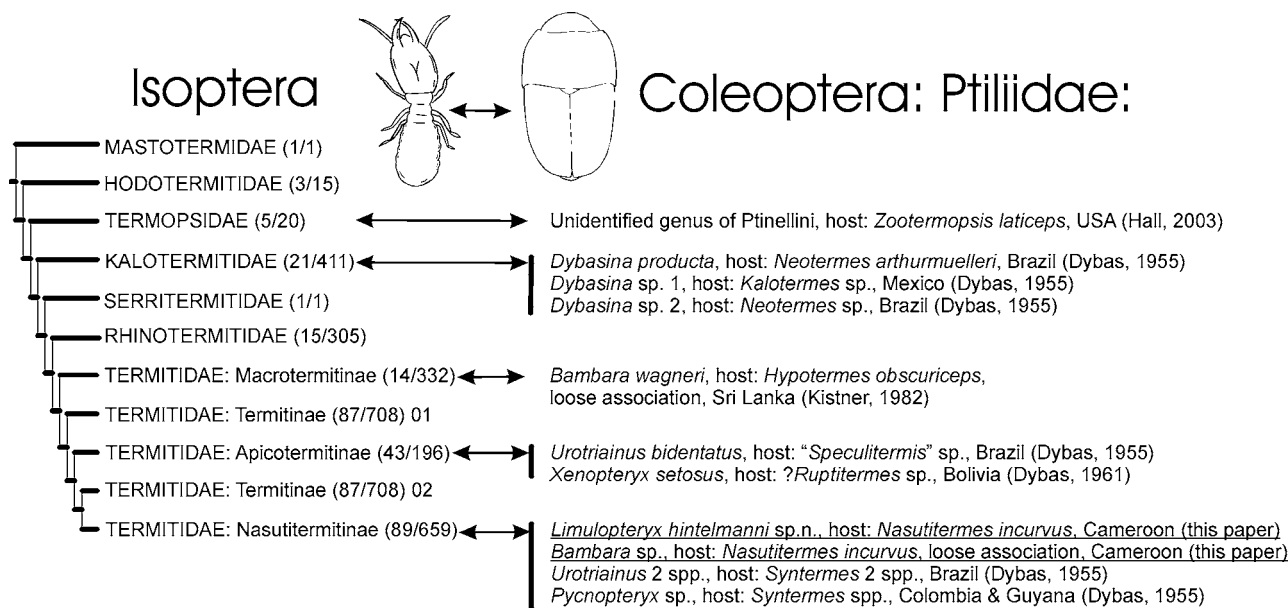 Isoptera
Coleoptera: Ptiliidae:
MASTOTERMIDAE (1/1)
HODOTERMITIDAE (3/15)
TERMOPSIDAE (5/20)
Unidentified genus of Ptinellini, host: Zootermopsis laticeps, USA (Hall, 2003)
KALOTERMITIDAE (21/411)
Dybasina producta, host: Neotermes arthurmuelleri, Brazil (Dybas, 1955)
Dybasina sp. 1, host: Kalotermes sp., Mexico (Dybas, 1955)
Dybasina sp. 2, host: Neotermes sp., Brazil (Dybas, 1955)
SERRITERMITIDAE (1/1)
RHINOTERMITIDAE (15/305)
TERMITIDAE: Macrotermitinae (14/332)
Bambara wagneri, host: Hypotermes obscuriceps,
loose association, Sri Lanka (Kistner, 1982)
TERMITIDAE: Termitinae (87/708) 01
TERMITIDAE: Apicotermitinae (43/196)
Urotriainus bidentatus, host: “Speculitermis” sp., Brazil (Dybas, 1955)
Xenopteryx setosus, host: ?Ruptitermes sp., Bolivia (Dybas, 1961)
TERMITIDAE: Termitinae (87/708) 02
TERMITIDAE: Nasutitermitinae (89/659)
Limulopteryx hintelmanni sp.n., host: Nasutitermes incurvus, Cameroon (this paper)
Bambara sp., host: Nasutitermes incurvus, loose association, Cameroon (this paper)
Urotriainus 2 spp., host: Syntermes 2 spp., Brazil (Dybas, 1955)
Pycnopteryx sp., host: Syntermes spp., Colombia & Guyana (Dybas, 1955)